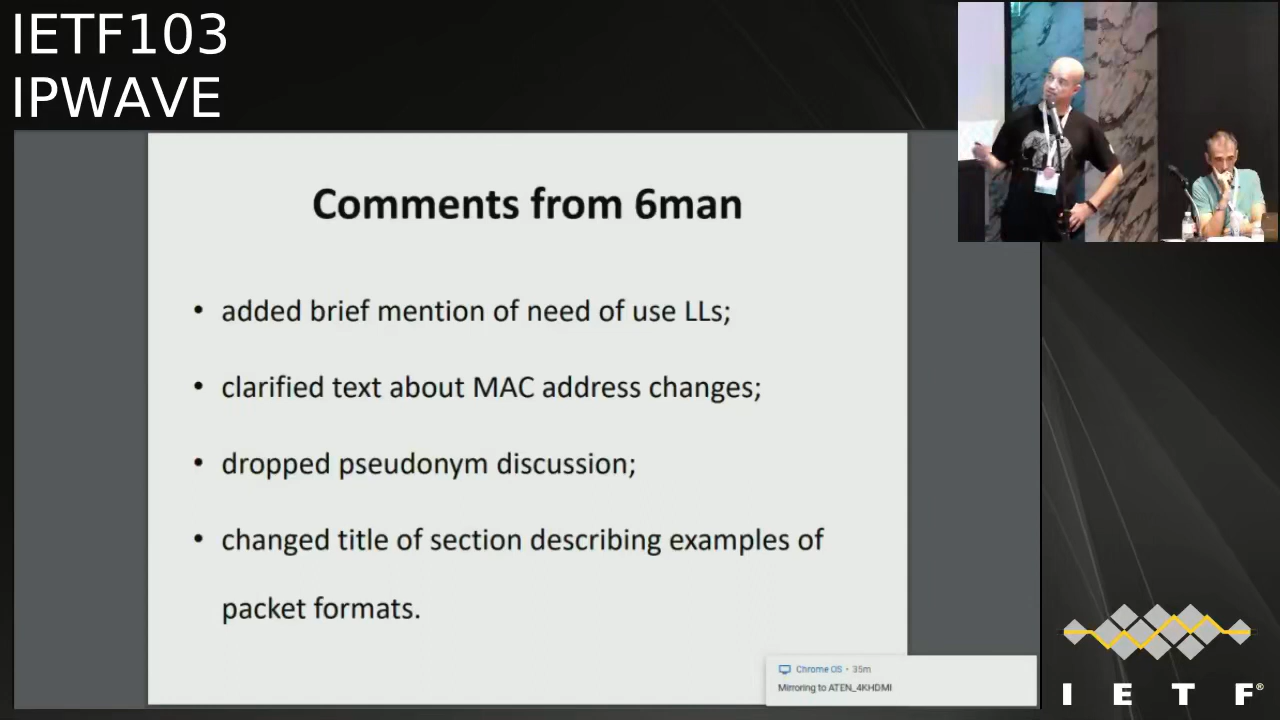 IETF103
IPWAVE
Comments from 6man
• added brief mention of need of use LLs;
• clarified text about MAC address changes;
• dropped pseudonym discussion;
• changed title of section describing examples of
packet formats.
Chrome OS • 35m
Mirroring to ATEN_4KHDMI
I E T F®